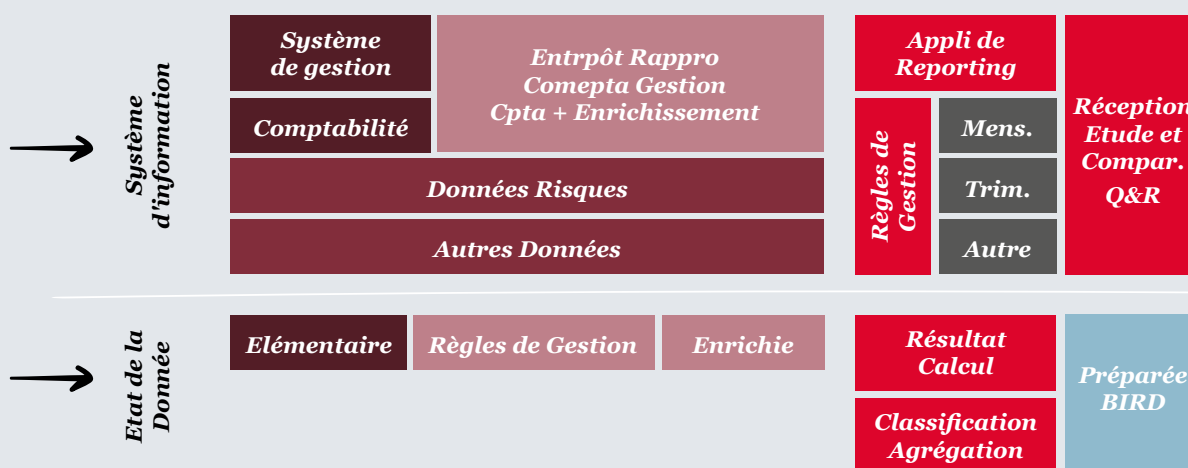 Système
d'information
Système
de gestion
Comptabilité
Entrpôt Rappro
Comepta Gestion
Cpta + Enrichissement
Données Risques
Autres Données
Appli de
Reporting
Règles de
Gestion
Mens.
Trim.
Autre
Réception
Etude et
Compar.
Q&R
Etat de la
Donnée
Elémentaire
Règles de Gestion
Enrichie
Résultat
Calcul
Classification
Agrégation
Préparée
BIRD